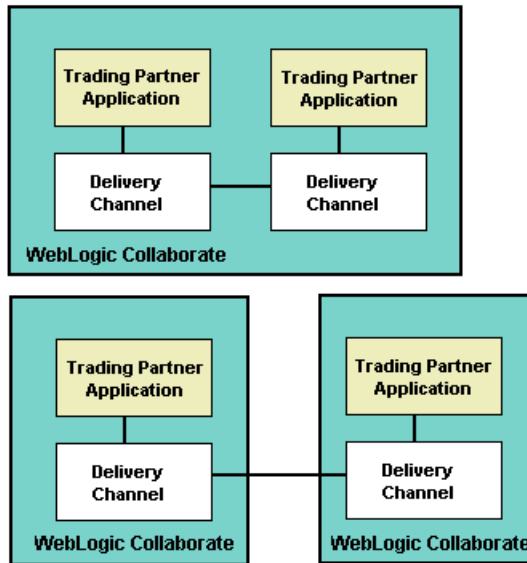 Trading Partner
Application
Trading Partner
Application
Delivery
Channel
Delivery
Channel
WebLogic Collaborate
Trading Partner
Application
Trading Partner
Application
Delivery
Channel
Delivery
Channel
WebLogic Collaborate
WebLogic Collaborate